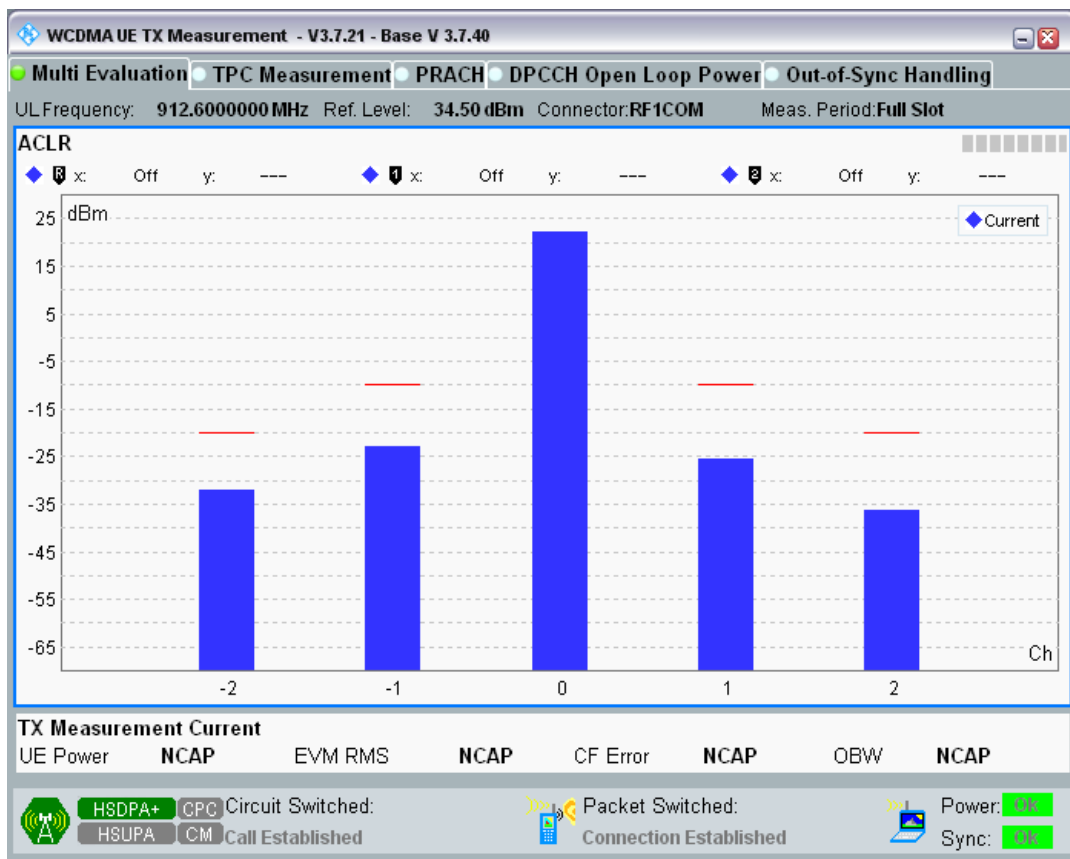 WCDMA UE TX Measurement - V3.7.21 - Base V 3.7.40
Multi Evaluation TPC Measurement PRACH DPCCH Open Loop Power Out-of-Sync Handling
UL Frequency: 912.6000000 MHz Ref. Level: 34.50 dBm Connector:RF1COM Meas. Period:Full Slot
ACLR
R x: Off y: --- 1 x: Off y: --- 2 x: Off y: ---
dBm
Current
25
15
5
-5
-15
-25
-35
-45
-55
-65
Ch
-2 -1 0 1 2
TX Measurement Current
UE Power NCAP EVM RMS NCAP CF Error NCAP OBW NCAP
HSDPA+ CPC Circuit Switched: Packet Switched: Power: OK
HSUPA CM Call Established Connection Established Sync: OK